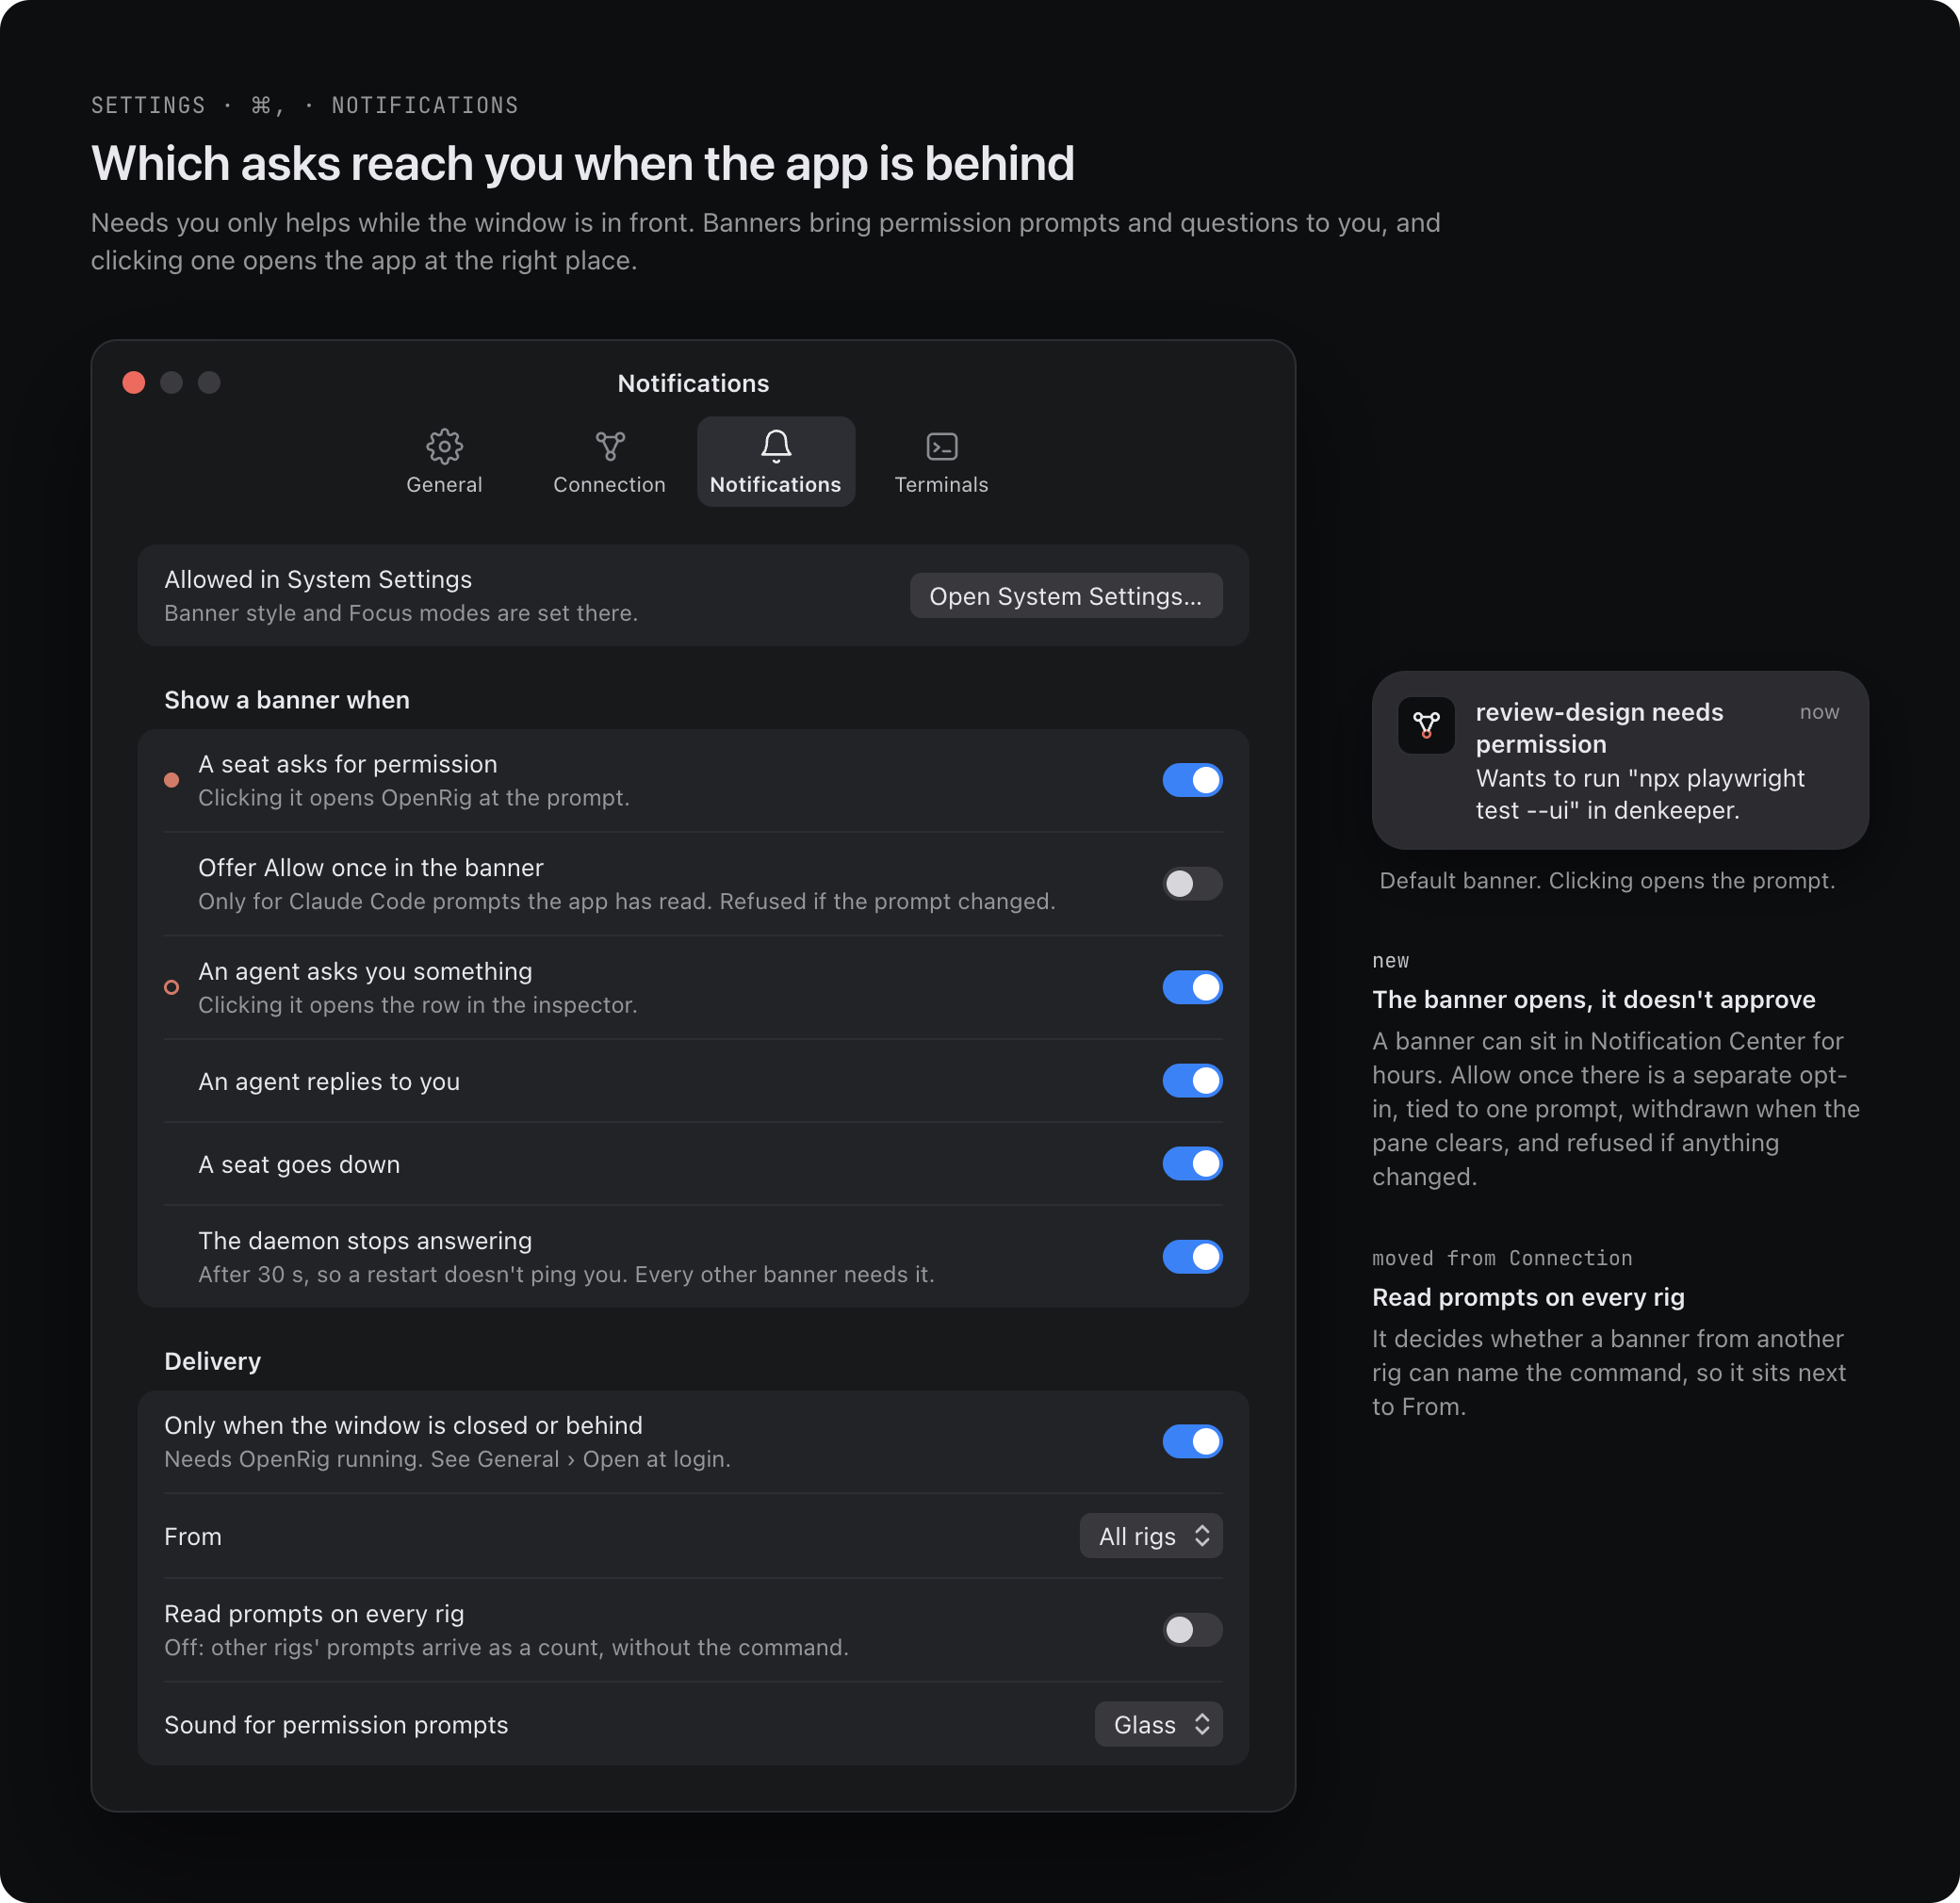 SETTINGS · ⌘, · NOTIFICATIONS
Which asks reach you when the app is behind
Needs you only helps while the window is in front. Banners bring permission prompts and questions to you, and
clicking one opens the app at the right place.
Notifications
General
Connection
Notifications
Terminals
Allowed in System Settings
Banner style and Focus modes are set there.
Open System Settings...
Show a banner when
A seat asks for permission
Clicking it opens OpenRig at the prompt.
Offer Allow once in the banner
Only for Claude Code prompts the app has read. Refused if the prompt changed.
An agent asks you something
Clicking it opens the row in the inspector.
An agent replies to you
A seat goes down
The daemon stops answering
After 30 s, so a restart doesn't ping you. Every other banner needs it.
Delivery
Only when the window is closed or behind
Needs OpenRig running. See General › Open at login.
From
All rigs
Read prompts on every rig
Off: other rigs' prompts arrive as a count, without the command.
Sound for permission prompts
Glass
review-design needs
permission
now
Wants to run "npx playwright
test --ui" in denkeeper.
Default banner. Clicking opens the prompt.
new
The banner opens, it doesn't approve
A banner can sit in Notification Center for
hours. Allow once there is a separate opt-
in, tied to one prompt, withdrawn when the
pane clears, and refused if anything
changed.
moved from Connection
Read prompts on every rig
It decides whether a banner from another
rig can name the command, so it sits next
to From.